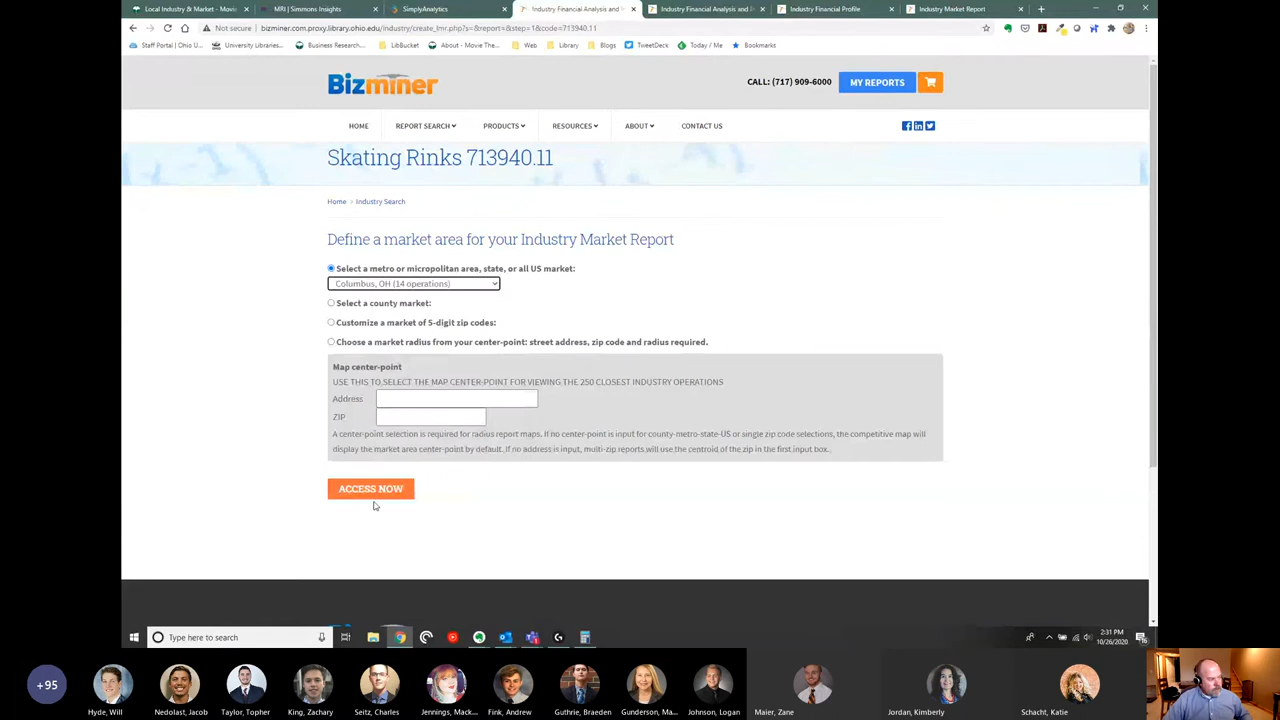 Local Industry & Market - Movi
MRI | Simmons Insights
SimplyAnalytics
Industry Financial Analysis and
Industry Financial Analysis and
Industry Financial Profile
Industry Market Report
Not secure | bizminer.com.proxy.library.ohio.edu/industry/create_lmr.php?s=&report=&step=1&code=713940.11
Staff Portal | Ohio U...
University Libraries...
Business Research...
LibBucket
About - Movie The...
Web
Library
Blogs
TweetDeck
Today / Me
Bookmarks
Bizminer
CALL: (717) 909-6000
MY REPORTS
HOME
REPORT SEARCH
PRODUCTS
RESOURCES
ABOUT
CONTACT US
Skating Rinks 713940.11
Home > Industry Search
Define a market area for your Industry Market Report
Select a metro or micropolitan area, state, or all US market:
Columbus, OH (14 operations)
Select a county market:
Customize a market of 5-digit zip codes:
Choose a market radius from your center-point: street address, zip code and radius required.
Map center-point
USE THIS TO SELECT THE MAP CENTER-POINT FOR VIEWING THE 250 CLOSEST INDUSTRY OPERATIONS
Address
ZIP
A center-point selection is required for radius report maps. If no center-point is input for county-metro-state-US or single zip code selections, the competitive map will
display the market area center-point by default. If no address is input, multi-zip reports will use the centroid of the zip in the first input box..
ACCESS NOW
Type here to search
2:31 PM
10/26/2020
+95
Hyde, Will
Nedolast, Jacob
Taylor, Topher
King, Zachary
Seitz, Charles
Jennings, Mack...
Fink, Andrew
Guthrie, Braeden
Gunderson, Ma...
Johnson, Logan
Maier, Zane
Jordan, Kimberly
Schacht, Katie